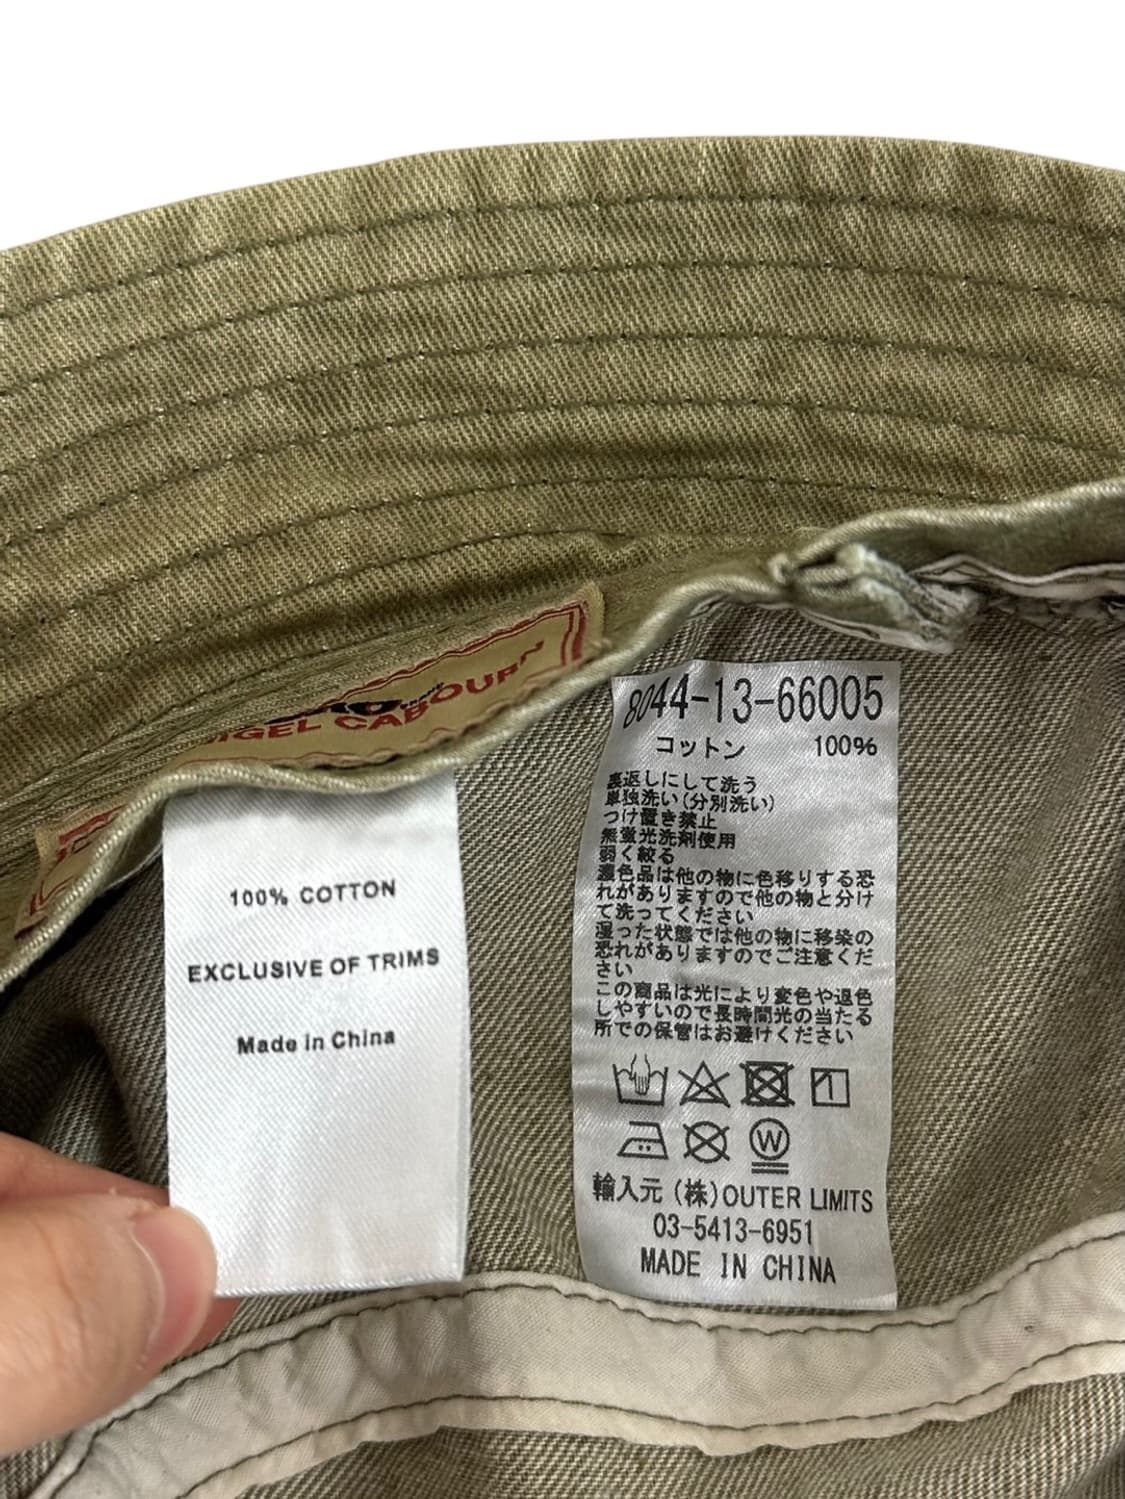 NIGEL CABOURN
100% COTTON
EXCLUSIVE OF TRIMS
Made in China
8044-13-66005
コットン 100%
裏返しにして洗う
単独洗い(分別洗い)
つけ置き禁止
無蛍光洗剤使用
弱く絞る
濃色品は他の物に色移りする恐
れがありますので他の物と分け
て洗ってください
湿った状態では他の物に移染の
恐れがありますのでご注意くだ
さい
この商品は光により変色や退色
しやすいので長時間光の当たる
所での保管はお避けください
W
輸入元 (株)OUTER LIMITS
03-5413-6951
MADE IN CHINA